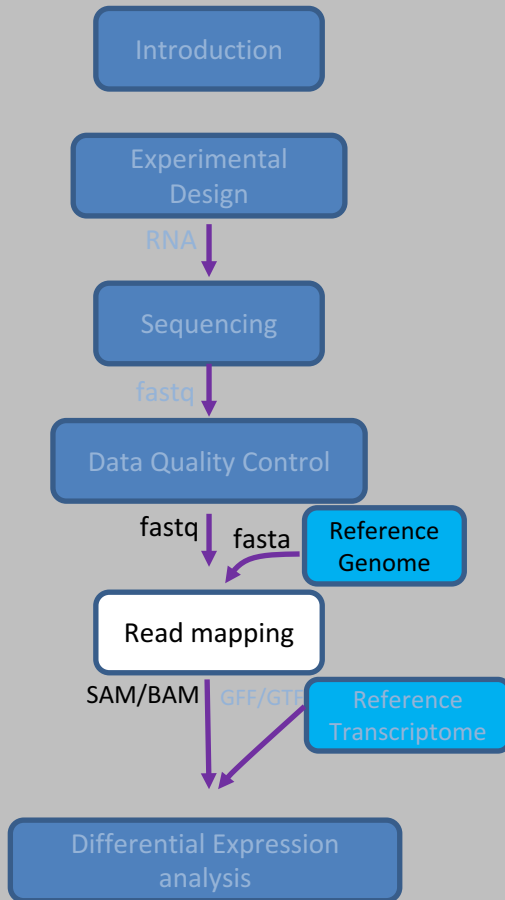 Introduction
Experimental
Design
RNA
Sequencing
fastq
Data Quality Control
fastq
fasta
Reference
Genome
Read mapping
SAM/BAM
GFF/GTF
Reference
Transcriptome
Differential Expression
analysis